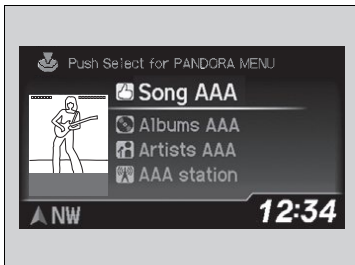 Push Select for PANDORA MENU
Song AAA
Albums AAA
Artists AAA
AAA station
NW
12:34